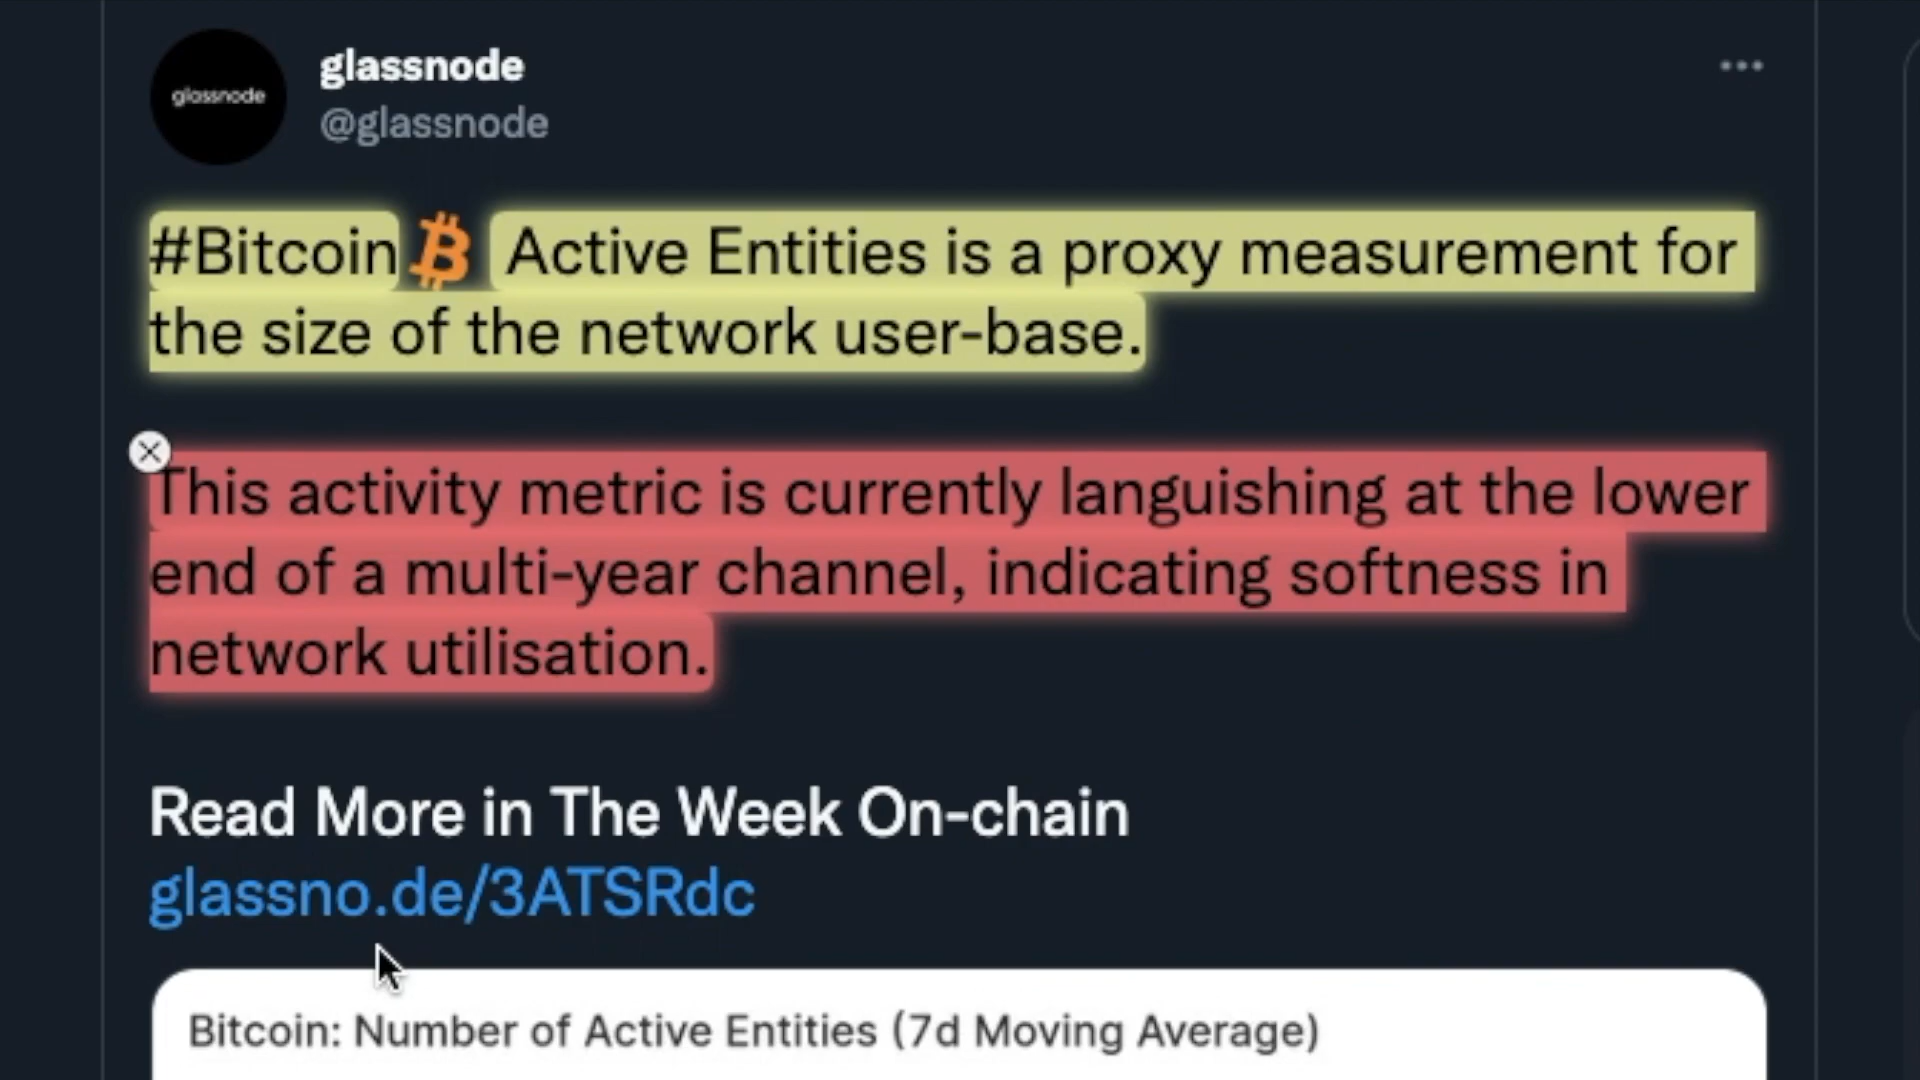 glassnode
glassnode
@glassnode
#Bitcoin Active Entities is a proxy measurement for
the size of the network user-base.
This activity metric is currently languishing at the lower
end of a multi-year channel, indicating softness in
network utilisation.
Read More in The Week On-chain
glassno.de/3ATSRdc
Bitcoin: Number of Active Entities (7d Moving Average)